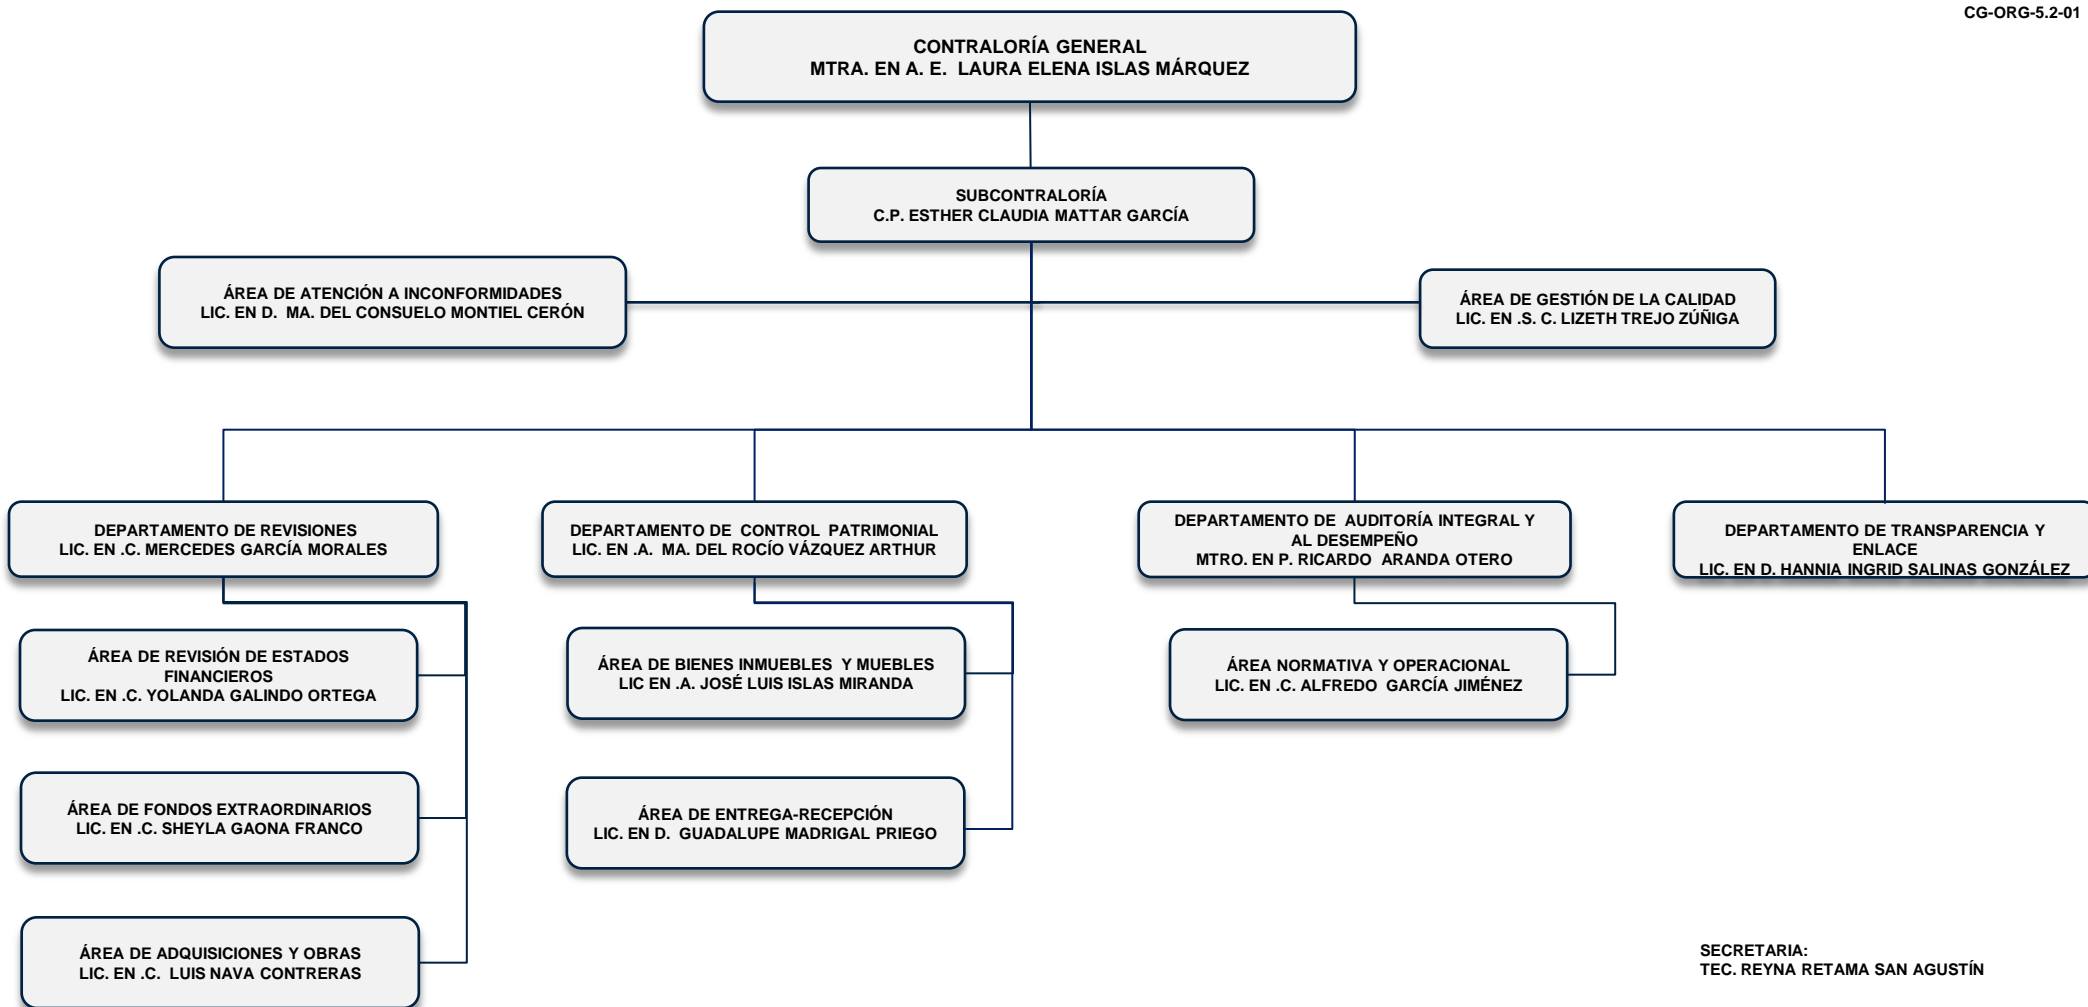 CG-ORG-5.2-01
CONTRALORÍA GENERAL
MTRA. EN A. E. LAURA ELENA ISLAS MÁRQUEZ
SUBCONTRALORÍA
C.P. ESTHER CLAUDIA MATTAR GARCÍA
ÁREA DE ATENCIÓN A INCONFORMIDADES
LIC. EN D. MA. DEL CONSUELO MONTIEL CERÓN
ÁREA DE GESTIÓN DE LA CALIDAD
LIC. EN .S. C. LIZETH TREJO ZÚÑIGA
DEPARTAMENTO DE REVISIONES
LIC. EN .C. MERCEDES GARCÍA MORALES
DEPARTAMENTO DE CONTROL PATRIMONIAL
LIC. EN .A. MA. DEL ROCÍO VÁZQUEZ ARTHUR
DEPARTAMENTO DE AUDITORÍA INTEGRAL Y
AL DESEMPEÑO
MTRO. EN P. RICARDO ARANDA OTERO
DEPARTAMENTO DE TRANSPARENCIA Y
ENLACE
LIC. EN D. HANNIA INGRID SALINAS GONZÁLEZ
ÁREA DE REVISIÓN DE ESTADOS
FINANCIEROS
LIC. EN .C. YOLANDA GALINDO ORTEGA
ÁREA DE BIENES INMUEBLES Y MUEBLES
LIC EN .A. JOSÉ LUIS ISLAS MIRANDA
ÁREA NORMATIVA Y OPERACIONAL
LIC. EN .C. ALFREDO GARCÍA JIMÉNEZ
ÁREA DE FONDOS EXTRAORDINARIOS
LIC. EN .C. SHEYLA GAONA FRANCO
ÁREA DE ENTREGA-RECEPCIÓN
LIC. EN D. GUADALUPE MADRIGAL PRIEGO
ÁREA DE ADQUISICIONES Y OBRAS
LIC. EN .C. LUIS NAVA CONTRERAS
SECRETARIA:
TEC. REYNA RETAMA SAN AGUSTÍN